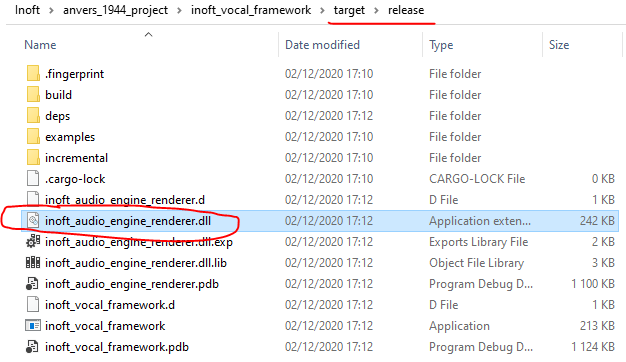 Inoft > anvers_1944_project > inoft_vocal_framework > target > release
Name Date modified Type Size
.fingerprint 02/12/2020 17:10 File folder
build 02/12/2020 17:10 File folder
deps 02/12/2020 17:12 File folder
examples 02/12/2020 17:10 File folder
incremental 02/12/2020 17:10 File folder
.cargo-lock 02/12/2020 17:10 CARGO-LOCK File 0 KB
inoft_audio_engine_renderer.d 02/12/2020 17:12 D File 1 KB
inoft_audio_engine_renderer.dll 02/12/2020 17:12 Application exten... 242 KB
inoft_audio_engine_renderer.dll.exp 02/12/2020 17:12 Exports Library File 2 KB
inoft_audio_engine_renderer.dll.lib 02/12/2020 17:12 Object File Library 3 KB
inoft_audio_engine_renderer.pdb 02/12/2020 17:12 Program Debug D... 1 100 KB
inoft_vocal_framework.d 02/12/2020 17:12 D File 1 KB
inoft_vocal_framework 02/12/2020 17:12 Application 213 KB
inoft_vocal_framework.pdb 02/12/2020 17:12 Program Debug D... 1 124 KB